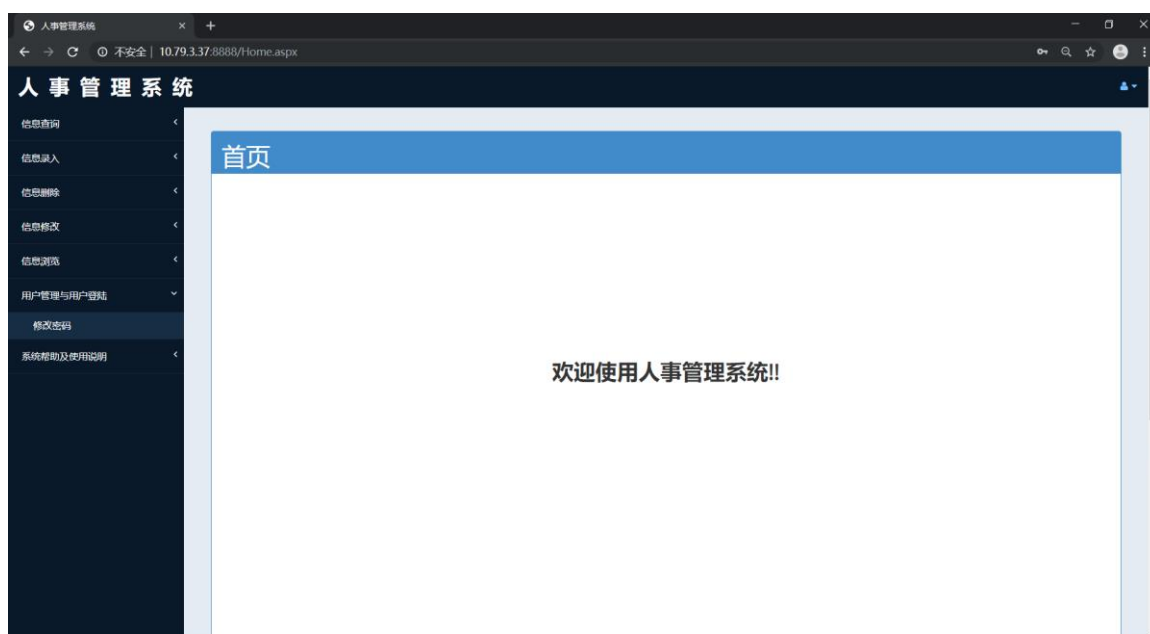 人事管理系统
不安全 | 10.79.3.37:8888/Home.aspx
人事管理系统
信息查询
信息录入
信息删除
信息修改
信息浏览
用户管理与用户登陆
修改密码
系统帮助及使用说明
首页
欢迎使用人事管理系统!!